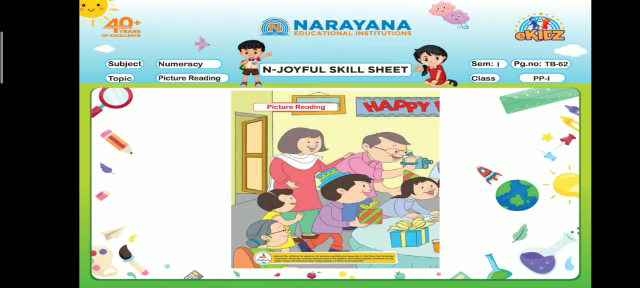 40+
YEARS
OF EXCELLENCE
N NARAYANA
EDUCATIONAL INSTITUTIONS
eKIDZ
Subject Numeracy
Topic Picture Reading
N-JOYFUL SKILL SHEET
Sem: I Pg.no: TB-62
Class PP-I
Picture Reading
HAPPY